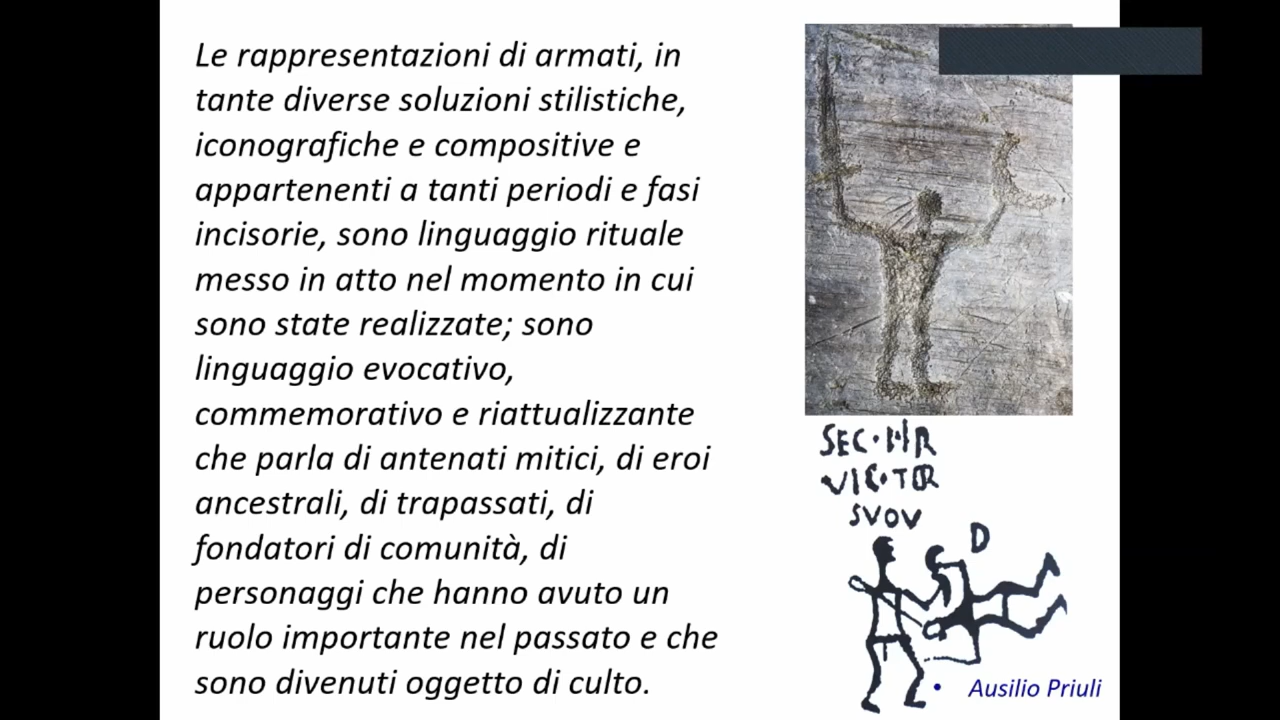 Le rappresentazioni di armati, in
tante diverse soluzioni stilistiche,
iconografiche e compositive e
appartenenti a tanti periodi e fasi
incisorie, sono linguaggio rituale
messo in atto nel momento in cui
sono state realizzate; sono
linguaggio evocativo,
commemorativo e riattualizzante
che parla di antenati mitici, di eroi
ancestrali, di trapassati, di
fondatori di comunità, di
personaggi che hanno avuto un
ruolo importante nel passato e che
sono divenuti oggetto di culto.
SEC·
SVOV
D
• Ausilio Priuli